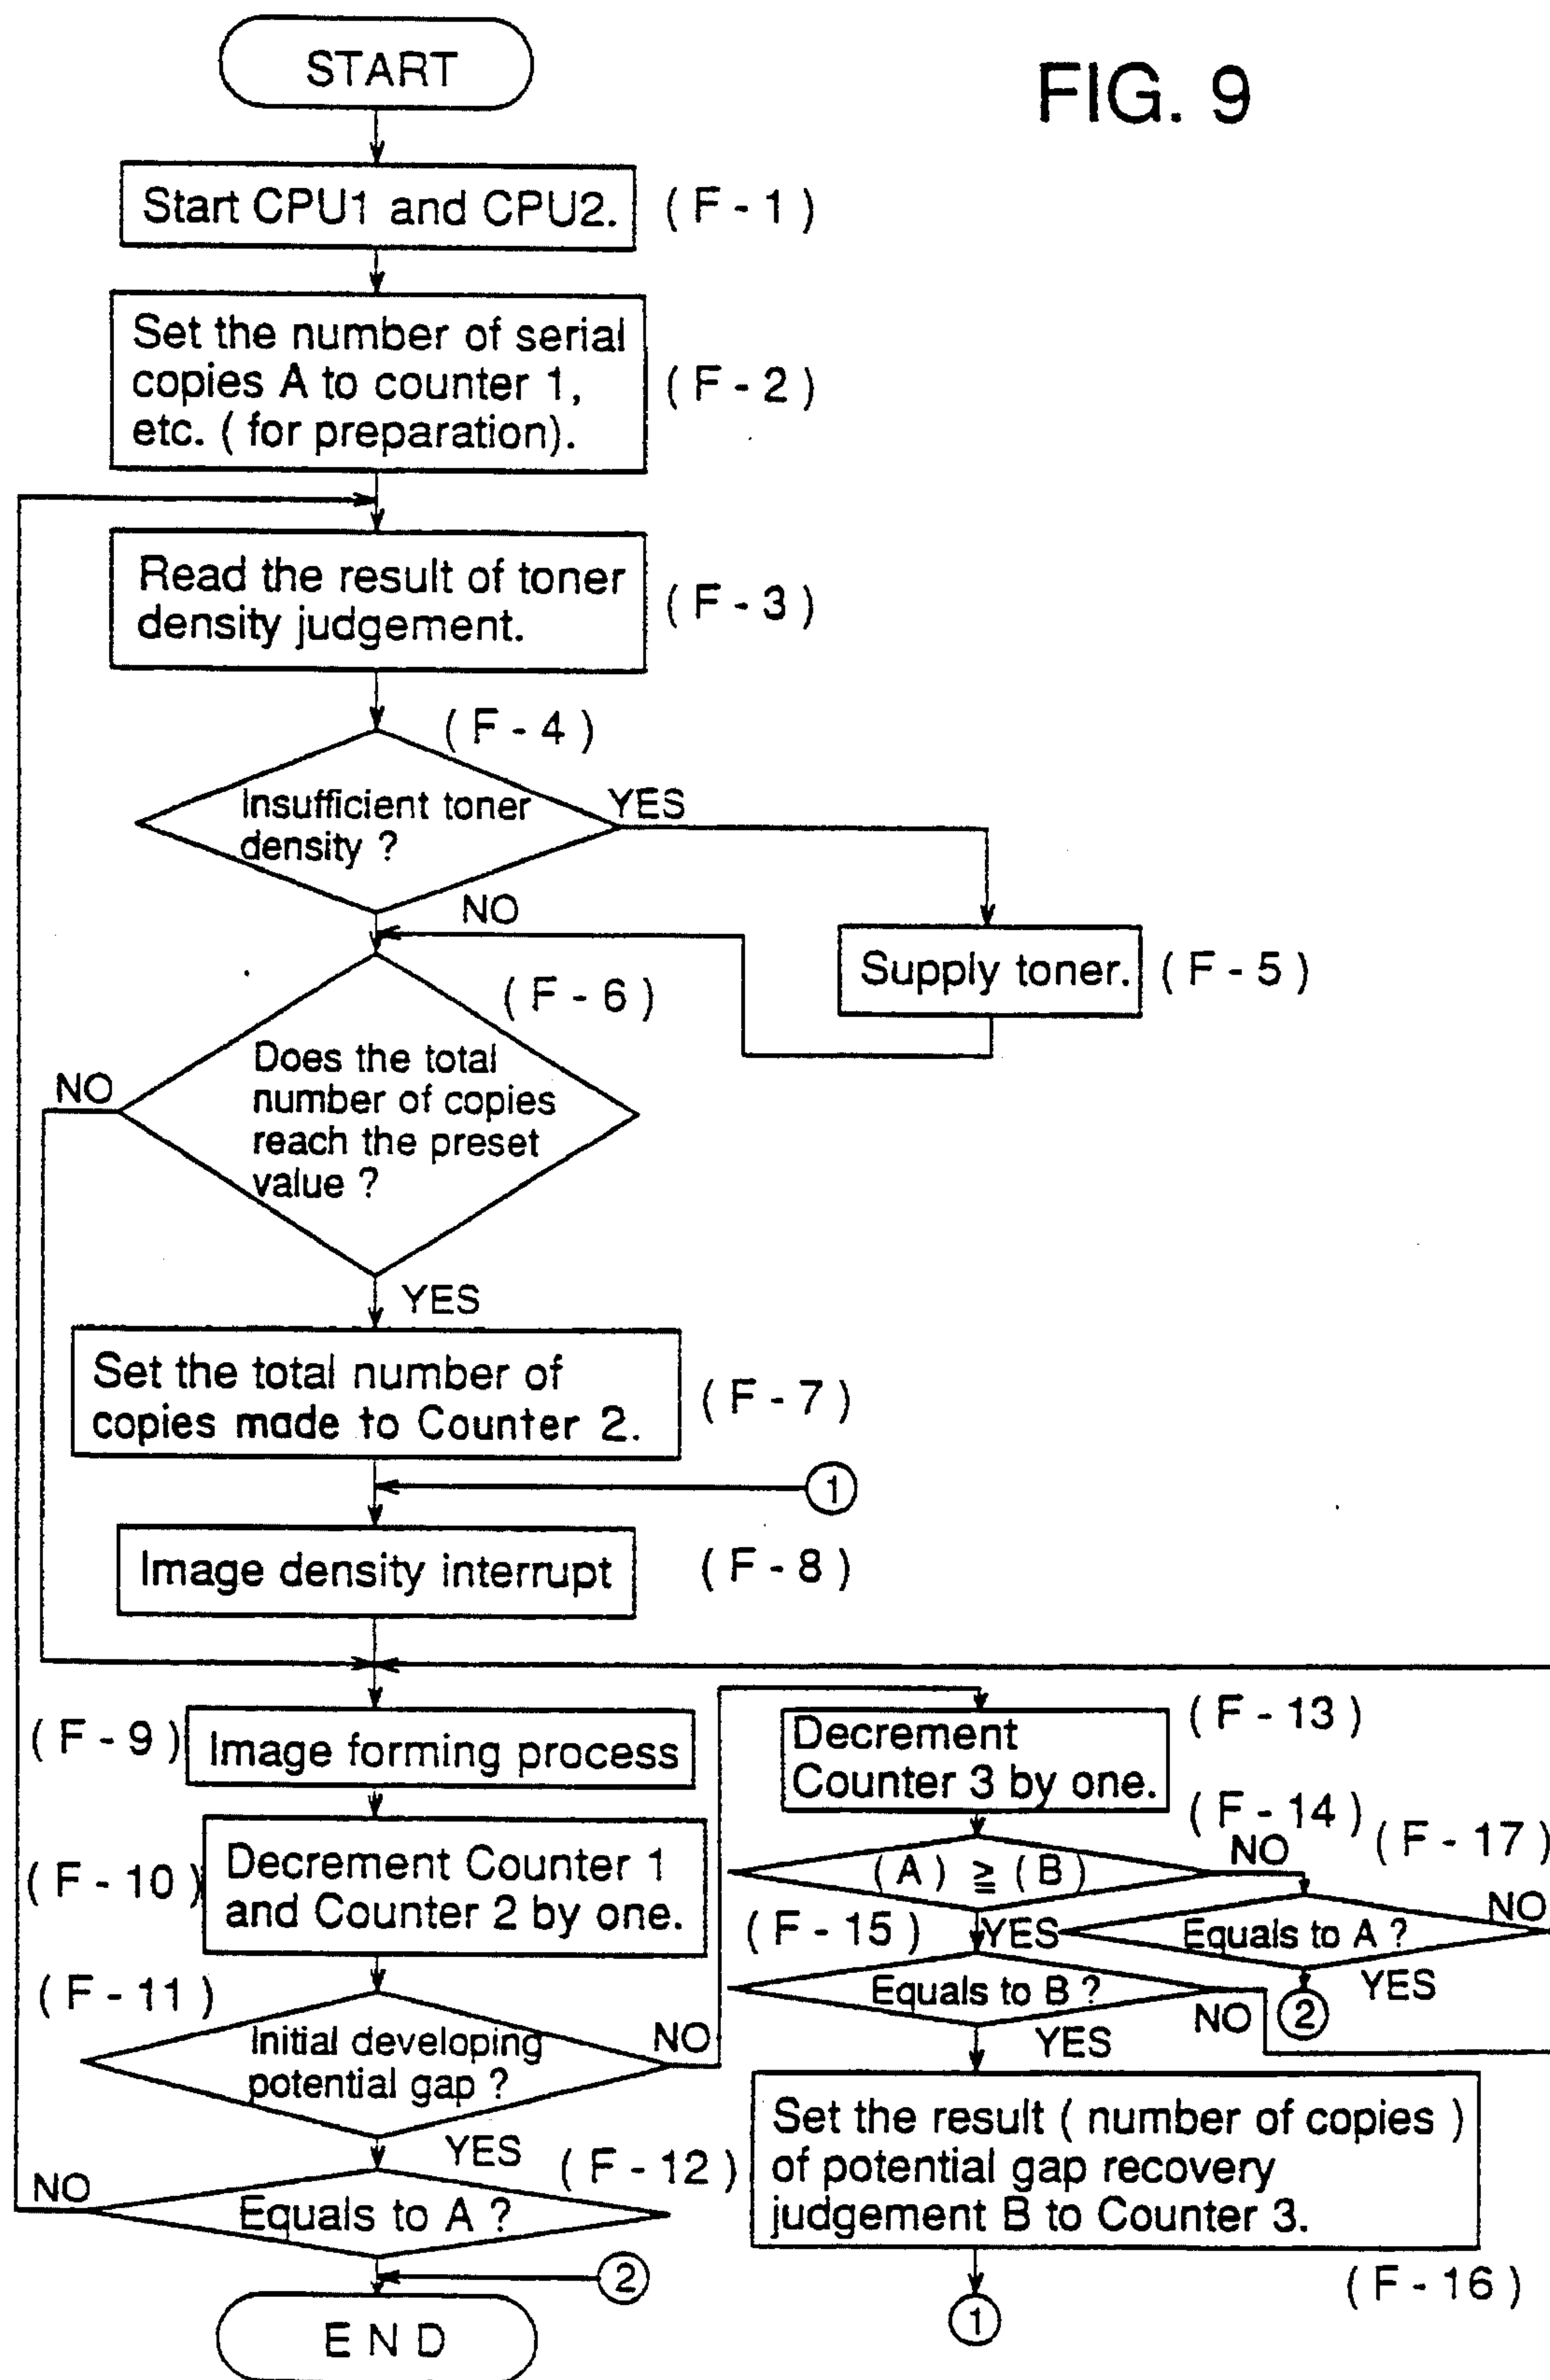 FIG. 9
START
Start CPU1 and CPU2.
( F - 1 )
Set the number of serial
copies A to counter 1,
etc. ( for preparation).
( F - 2 )
Read the result of toner
density judgement.
( F - 3 )
( F - 4 )
Insufficient toner
density ?
YES
NO
Supply toner.
( F - 5 )
( F - 6 )
Does the total
number of copies
reach the preset
value ?
NO
YES
Set the total number of
copies made to Counter 2.
( F - 7 )
1
Image density interrupt
( F - 8 )
( F - 9 )
Image forming process
( F - 10 )
Decrement Counter 1
and Counter 2 by one.
( F - 11 )
Initial developing
potential gap ?
NO
YES
( F - 12 )
Equals to A ?
NO
2
E N D
Decrement
Counter 3 by one.
( F - 13 )
( F - 14 )
( A ) ≧ ( B )
NO
YES
( F - 17 )
Equals to A ?
NO
YES
2
( F - 15 )
Equals to B ?
NO
YES
Set the result ( number of copies )
of potential gap recovery
judgement B to Counter 3.
( F - 16 )
1